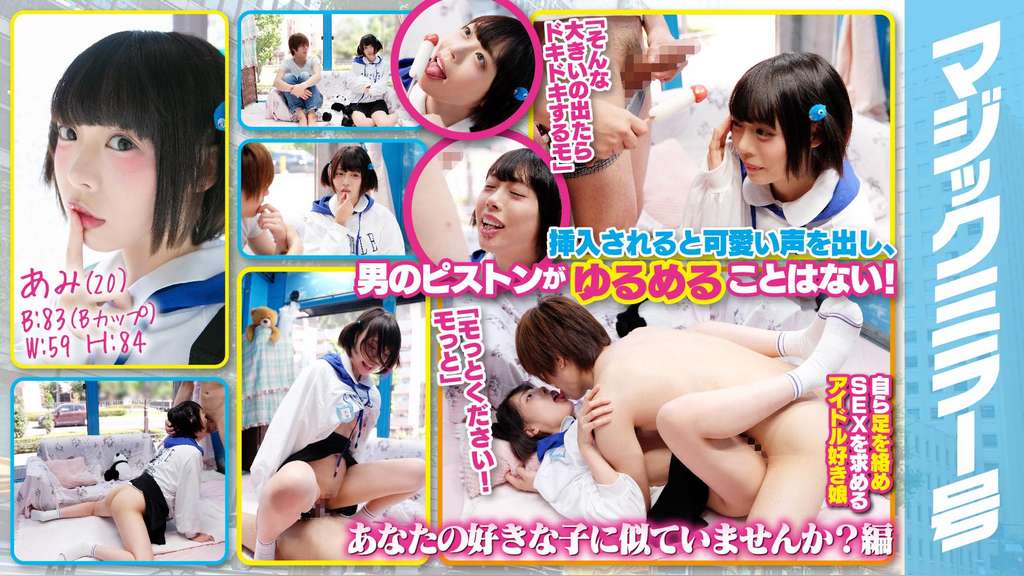 あみ(20)
B:83(Bカップ)
W:59 H:84
「そんな
大きいの出たら
ドキドキするモ」
挿入されると可愛い声を出し、
男のピストンがゆるめることはない!
「モっとください!
モっと」
自ら足を絡め
SEXを求める
アイドル好き娘
あなたの好きな子に似ていませんか?編
マジックミラー号